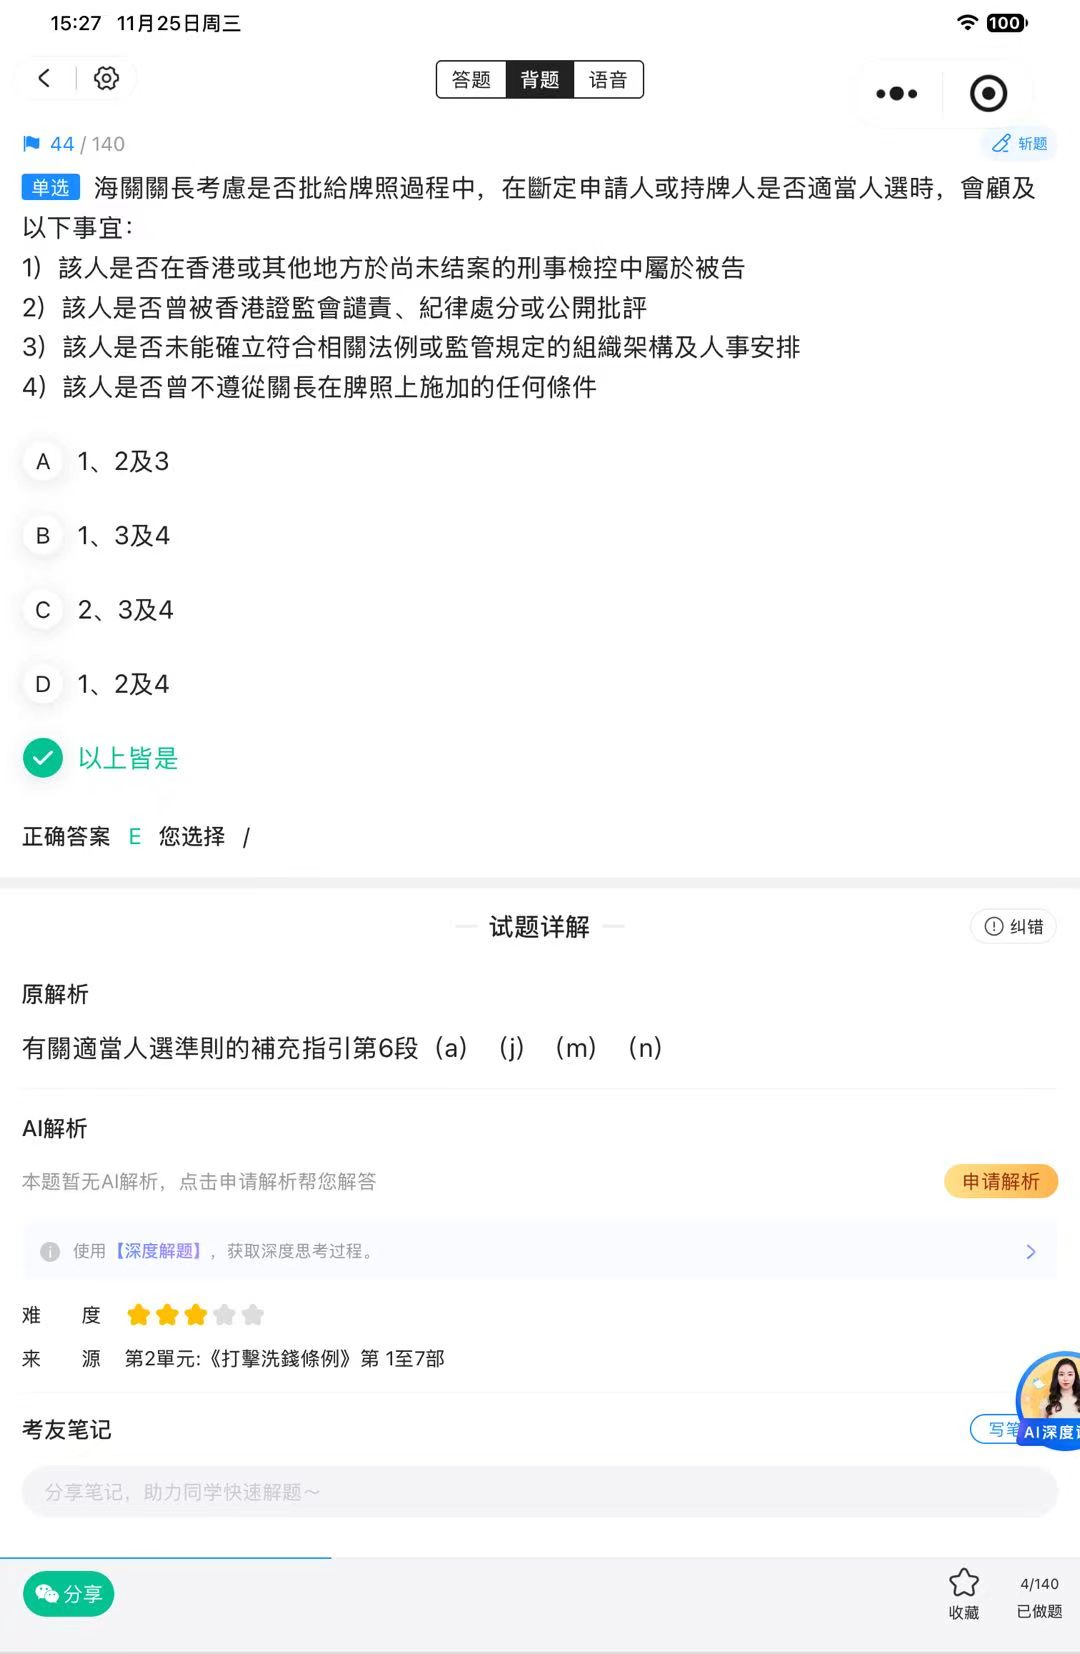 15:27 11月25日周三
100
答题 背题 语音
44 / 140
斩题
单选 海關關長考慮是否批給牌照過程中，在斷定申請人或持牌人是否適當人選時，會顧及
以下事宜：
1）該人是否在香港或其他地方於尚未结案的刑事檢控中屬於被告
2）該人是否曾被香港證監會譴責、紀律處分或公開批評
3）該人是否未能確立符合相關法例或監管規定的組織架構及人事安排
4）該人是否曾不遵從關長在脾照上施加的任何條件
A 1、2及3
B 1、3及4
C 2、3及4
D 1、2及4
以上皆是
正确答案 E 您选择 /
试题详解
纠错
原解析
有關適當人選準則的補充指引第6段（a）（j）（m）（n）
AI解析
本题暂无AI解析，点击申请解析帮您解答
申请解析
使用【深度解题】，获取深度思考过程。
难 度
来 源 第2單元:《打擊洗錢條例》第 1至7部
考友笔记
写笔
AI深度
分享笔记，助力同学快速解题～
分享
收藏
4/140
已做题